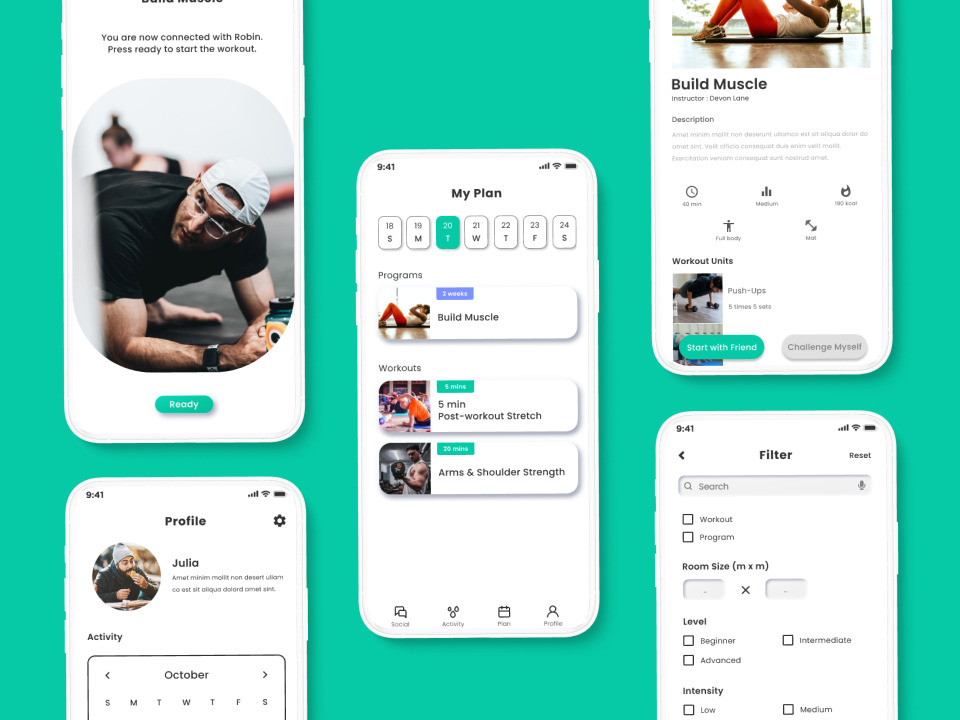 Build Muscle
You are now connected with Robin.
Press ready to start the workout.
Ready
9:41
Profile
Julia
Amet minim mollit non desert ullam
co est sit aliqua dolord amet sint.
Activity
October
S M T W T F S
9:41
My Plan
18 19 20 21 22 23 24
S M T W T F S
Programs
3 weeks
Build Muscle
Workouts
5 mins
5 min
Post-workout Stretch
20 mins
Arms & Shoulder Strength
Social Activity Plan Profile
Build Muscle
Instructor : Devon Lane
Description
Amet minim mollit non deserunt ullamco est sit aliqua dolor do
amet sint. Velit officia consequat duis enim velit mollit.
Exercitation veniam consequat sunt nostrud amet.
40 min Medium 190 kcal
Full body Mat
Workout Units
Push-Ups
5 times 5 sets
Start with Friend Challenge Myself
9:41
Filter Reset
Search
Workout
Program
Room Size (m x m)
- × -
Level
Beginner Intermediate
Advanced
Intensity
Low Medium